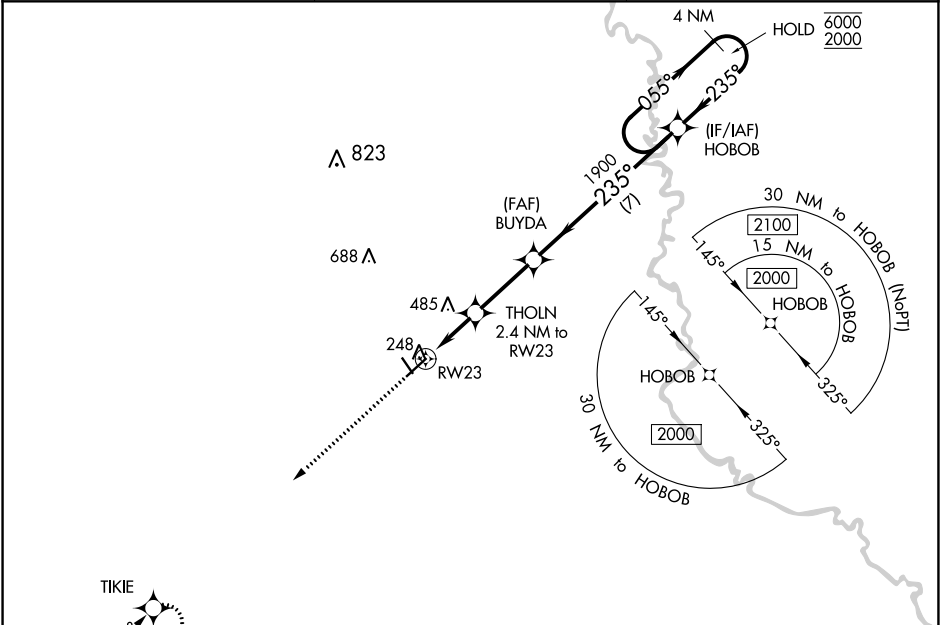 4 NM
HOLD 6000
2000
055°
235°
(IF/IAF)
HOBOB
823
1900
235°
(7)
(FAF)
BUYDA
688
485
THOLN
2.4 NM to
RW23
248
RW23
30 NM to HOBOB (NoPT)
2100
145°
15 NM to HOBOB
2000
HOBOB
325°
145°
HOBOB
2000
325°
30 NM to HOBOB
TIKIE